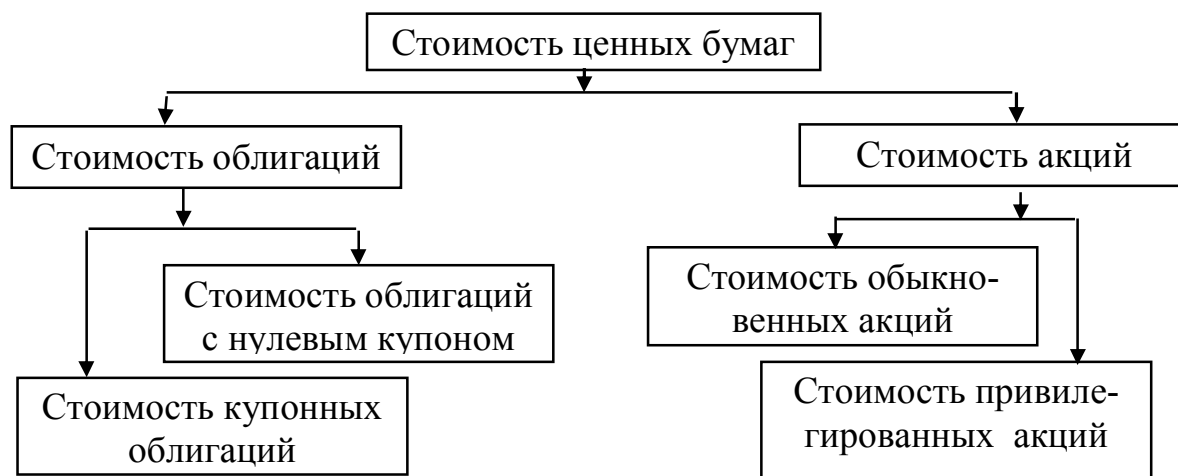 Стоимость ценных бумаг
Стоимость облигаций
Стоимость акций
Стоимость облигаций
с нулевым купоном
Стоимость обыкно-
венных акций
Стоимость купонных
облигаций
Стоимость привиле-
гированных акций